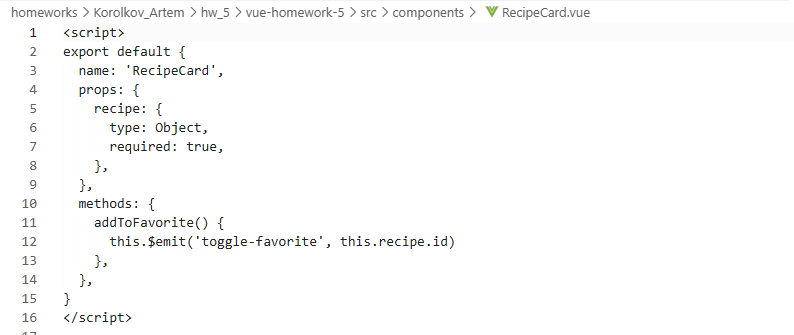 homeworks > Korolkov_Artem > hw_5 > vue-homework-5 > src > components > RecipeCard.vue
1 <script>
2 export default {
3   name: 'RecipeCard',
4   props: {
5     recipe: {
6       type: Object,
7       required: true,
8     },
9   },
10   methods: {
11     addToFavorite() {
12       this.$emit('toggle-favorite', this.recipe.id)
13     },
14   },
15 }
16 </script>